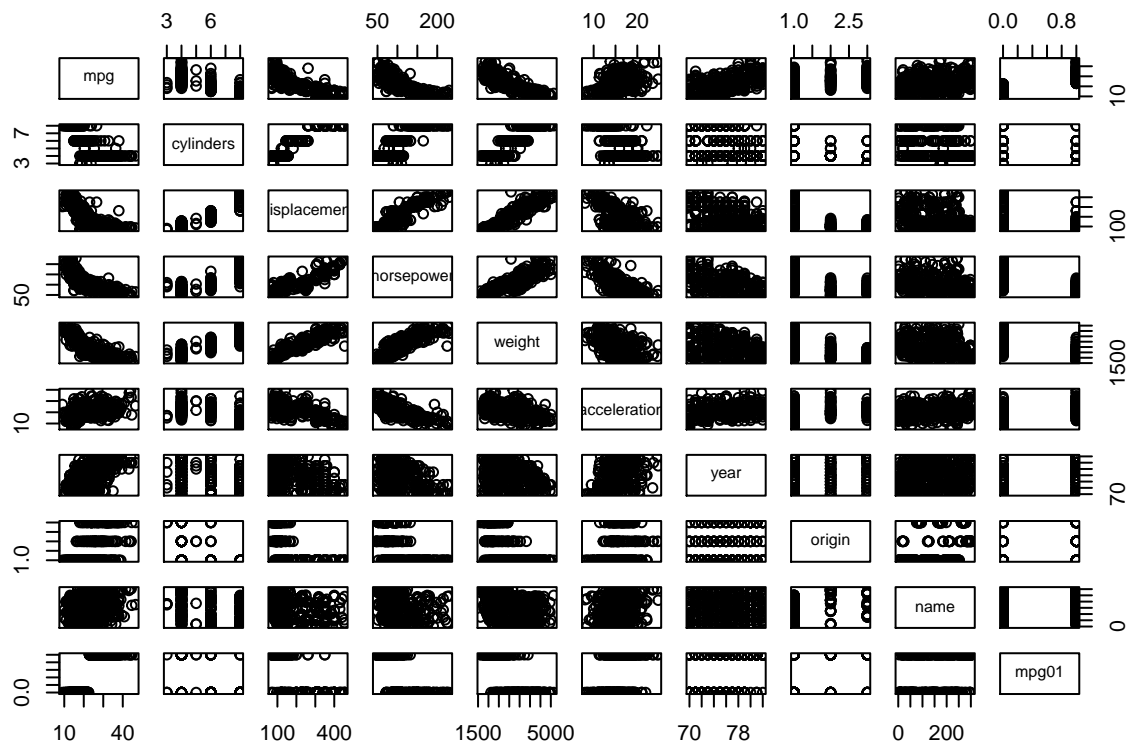 3 6 50 200 10 20 1.0 2.5 0.0 0.8
mpg 10
7 3 cylinders
isplacemen 100
50 horsepower
weight 1500
10 acceleration
year 70
1.0 origin
name 0
0.0 mpg01
10 40 100 400 1500 5000 70 78 0 200